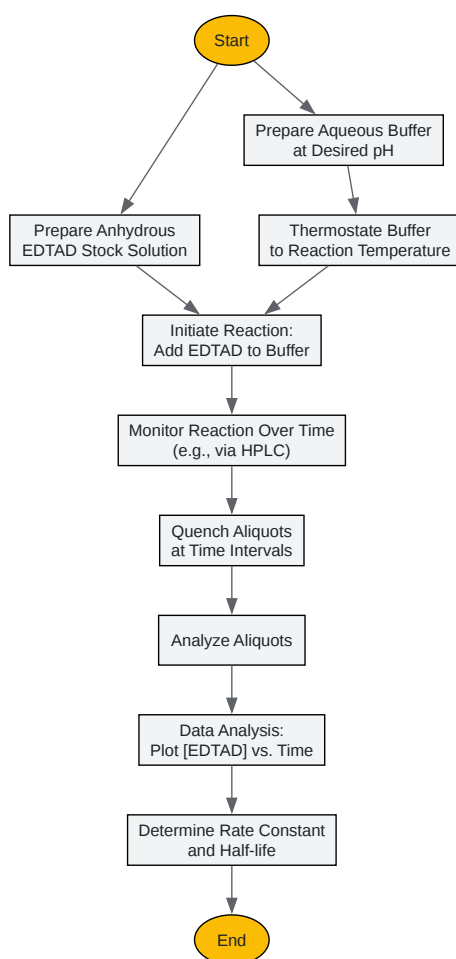 Start
Prepare Aqueous Buffer
at Desired pH
Prepare Anhydrous
EDTAD Stock Solution
Thermostate Buffer
to Reaction Temperature
Initiate Reaction:
Add EDTAD to Buffer
Monitor Reaction Over Time
(e.g., via HPLC)
Quench Aliquots
at Time Intervals
Analyze Aliquots
Data Analysis:
Plot [EDTAD] vs. Time
Determine Rate Constant
and Half-life
End